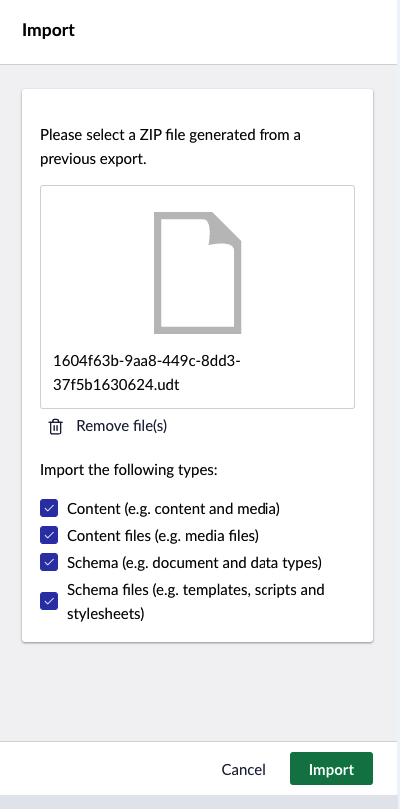 Import
Please select a ZIP file generated from a
previous export.
1604f63b-9aa8-449c-8dd3-
37f5b1630624.udt
Remove file(s)
Import the following types:
Content (e.g. content and media)
Content files (e.g. media files)
Schema (e.g. document and data types)
Schema files (e.g. templates, scripts and
stylesheets)
Cancel
Import